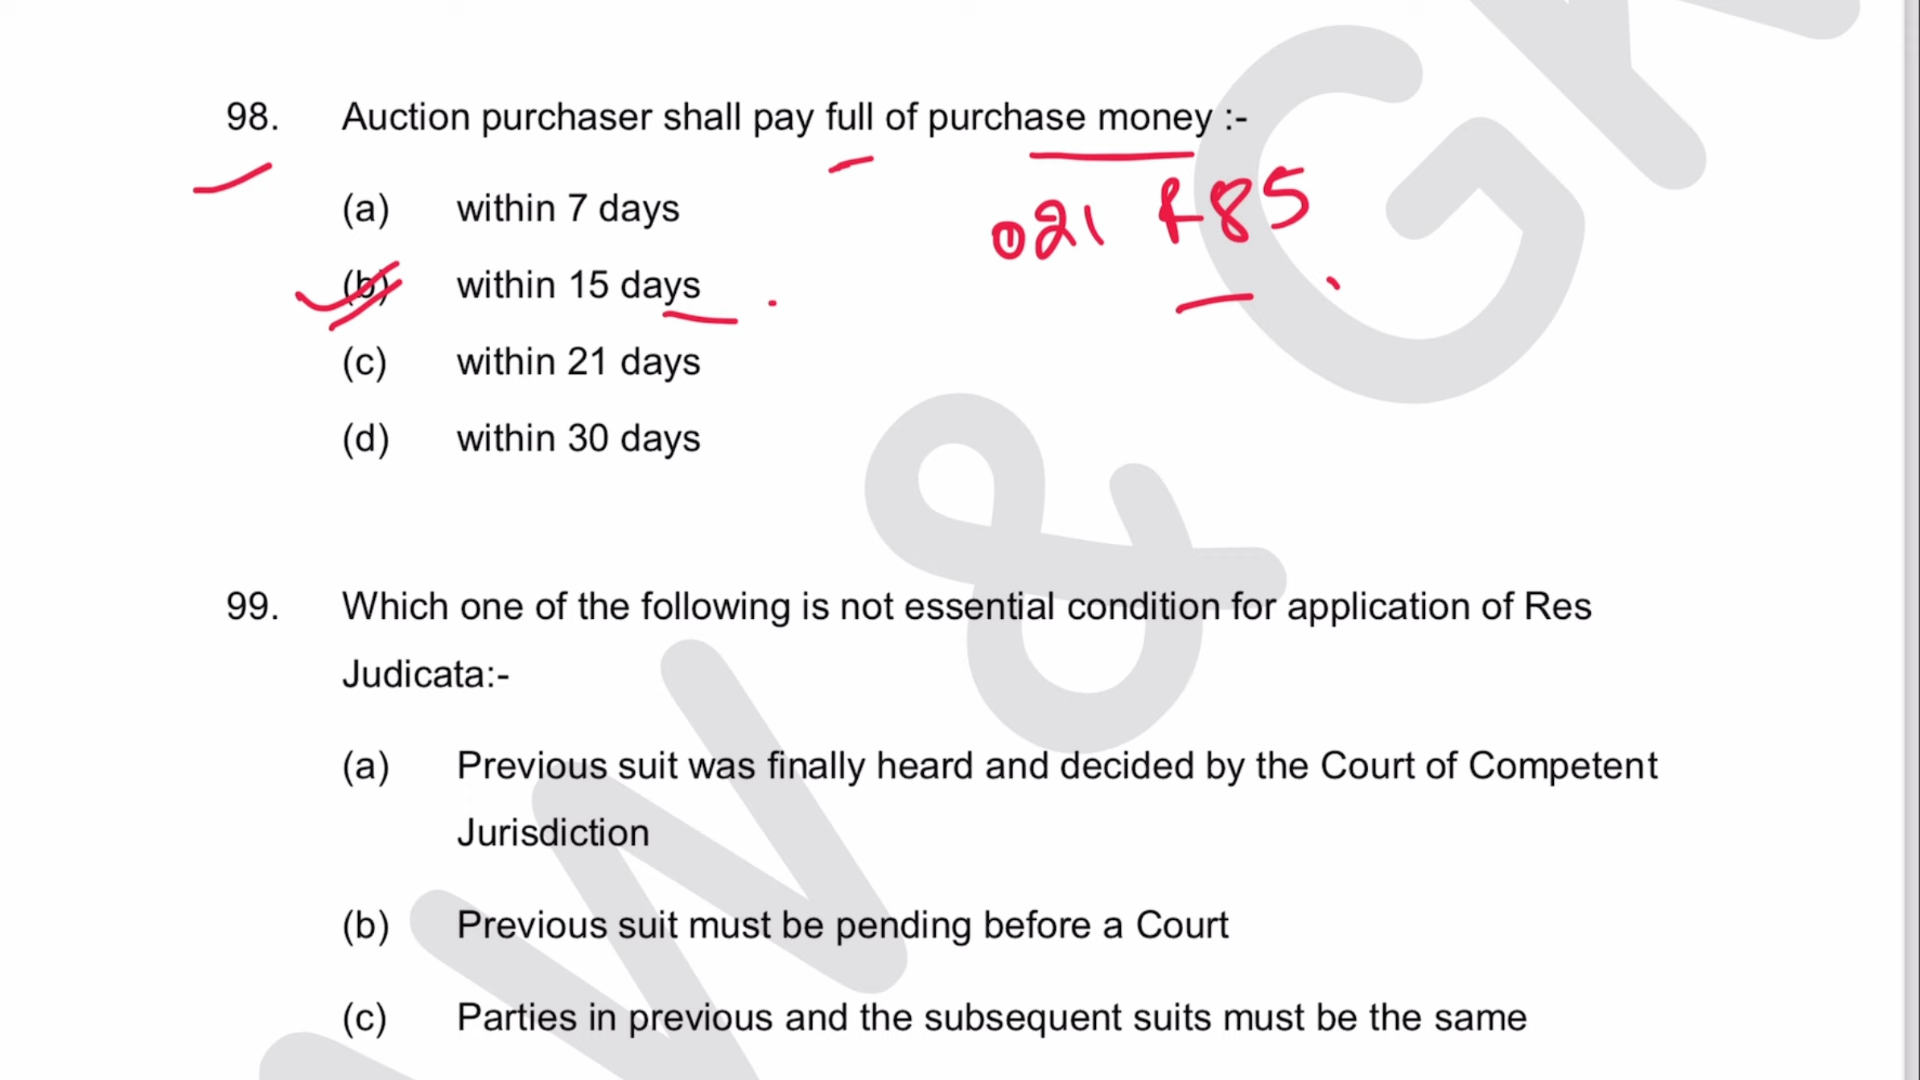 98. Auction purchaser shall pay full of purchase money :-
021 R85
(a) within 7 days
(b) within 15 days
(c) within 21 days
(d) within 30 days
99. Which one of the following is not essential condition for application of Res
Judicata:-
(a) Previous suit was finally heard and decided by the Court of Competent
Jurisdiction
(b) Previous suit must be pending before a Court
(c) Parties in previous and the subsequent suits must be the same
W & GK